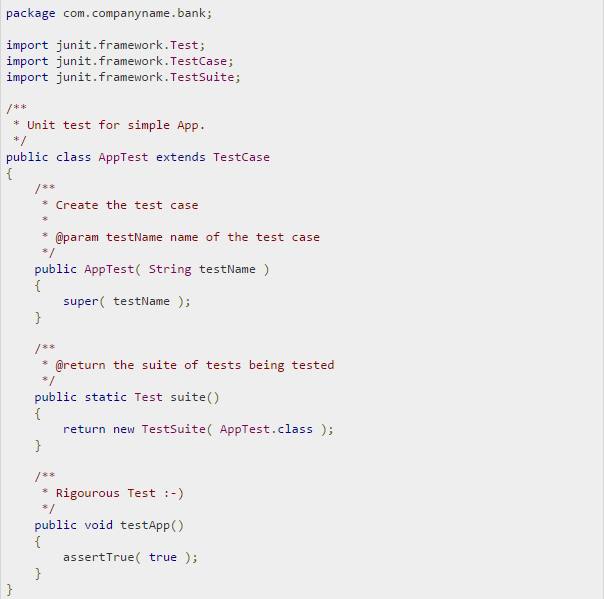 package com.companyname.bank;

import junit.framework.Test;
import junit.framework.TestCase;
import junit.framework.TestSuite;

/**
 * Unit test for simple App.
 */
public class AppTest extends TestCase
{
    /**
     * Create the test case
     *
     * @param testName name of the test case
     */
    public AppTest( String testName )
    {
        super( testName );
    }

    /**
     * @return the suite of tests being tested
     */
    public static Test suite()
    {
        return new TestSuite( AppTest.class );
    }

    /**
     * Rigourous Test :-)
     */
    public void testApp()
    {
        assertTrue( true );
    }
}